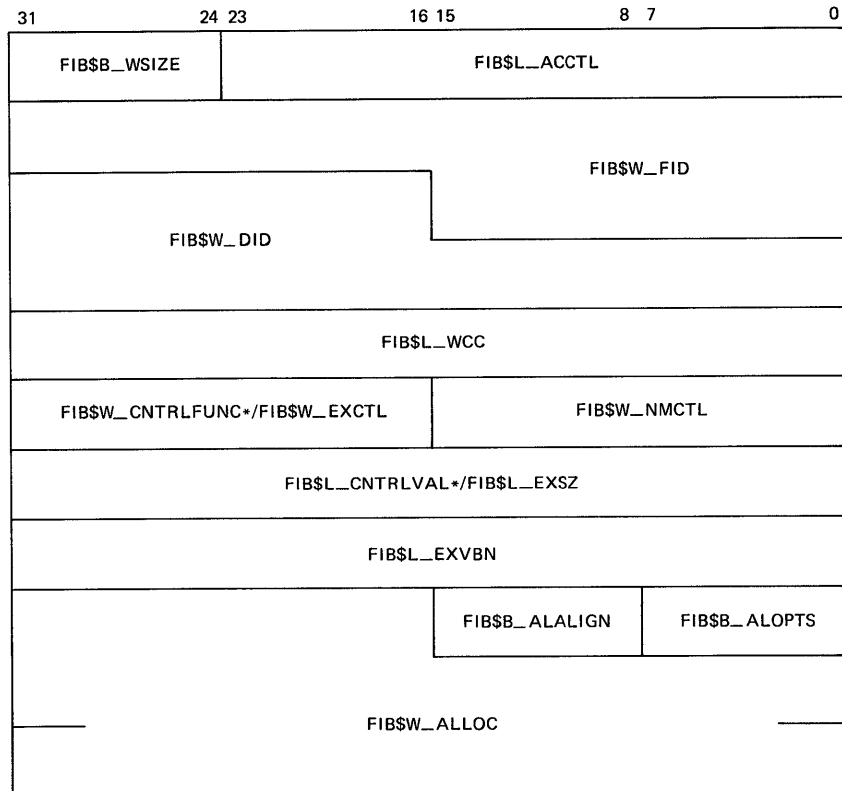 31 24 23 16 15 8 7 0
FIB$B_WSIZE FIB$L_ACCTL
FIB$W_FID
FIB$W_DID
FIB$L_WCC
FIB$W_CNTRLFUNC*/FIB$W_EXCTL FIB$W_NMCTL
FIB$L_CNTRLVAL*/FIB$L_EXSZ
FIB$L_EXVBN
FIB$B_ALALIGN FIB$B_ALOPTS
FIB$W_ALLOC